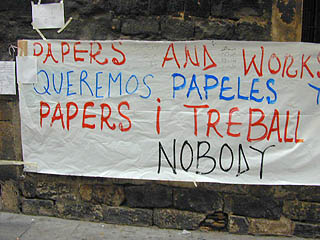 PAPERS AND WORKS
QUEREMOS PAPELES Y
PAPERS i TREBALL
NOBODY